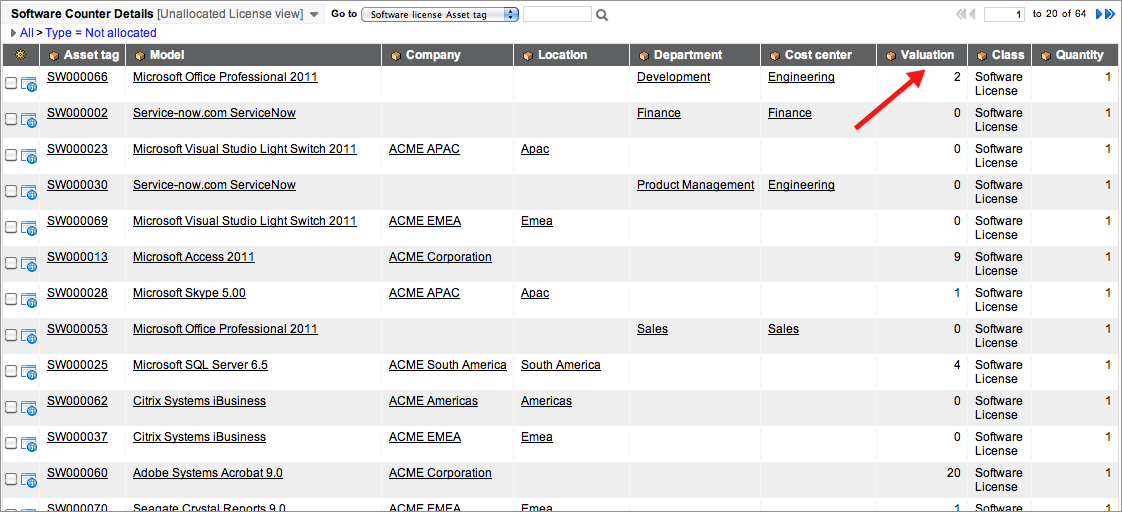 Software Counter Details [Unallocated License view] Go to Software license Asset tag 1 to 20 of 64
All > Type = Not allocated
Asset tag Model Company Location Department Cost center Valuation Class Quantity
SW000066 Microsoft Office Professional 2011 Development Engineering 2 Software License 1
SW000002 Service-now.com ServiceNow Finance Finance 0 Software License 1
SW000023 Microsoft Visual Studio Light Switch 2011 ACME APAC Apac 0 Software License 1
SW000030 Service-now.com ServiceNow Product Management Engineering 0 Software License 1
SW000069 Microsoft Visual Studio Light Switch 2011 ACME EMEA Emea 0 Software License 1
SW000013 Microsoft Access 2011 ACME Corporation 9 Software License 1
SW000028 Microsoft Skype 5.00 ACME APAC Apac 1 Software License 1
SW000053 Microsoft Office Professional 2011 Sales Sales 0 Software License 1
SW000025 Microsoft SQL Server 6.5 ACME South America South America 4 Software License 1
SW000062 Citrix Systems iBusiness ACME Americas Americas 0 Software License 1
SW000037 Citrix Systems iBusiness ACME EMEA Emea 0 Software License 1
SW000060 Adobe Systems Acrobat 9.0 ACME Corporation 20 Software License 1
SW000070 Seagate Crystal Reports 9.0 ACME EMEA Emea 1 Software 1